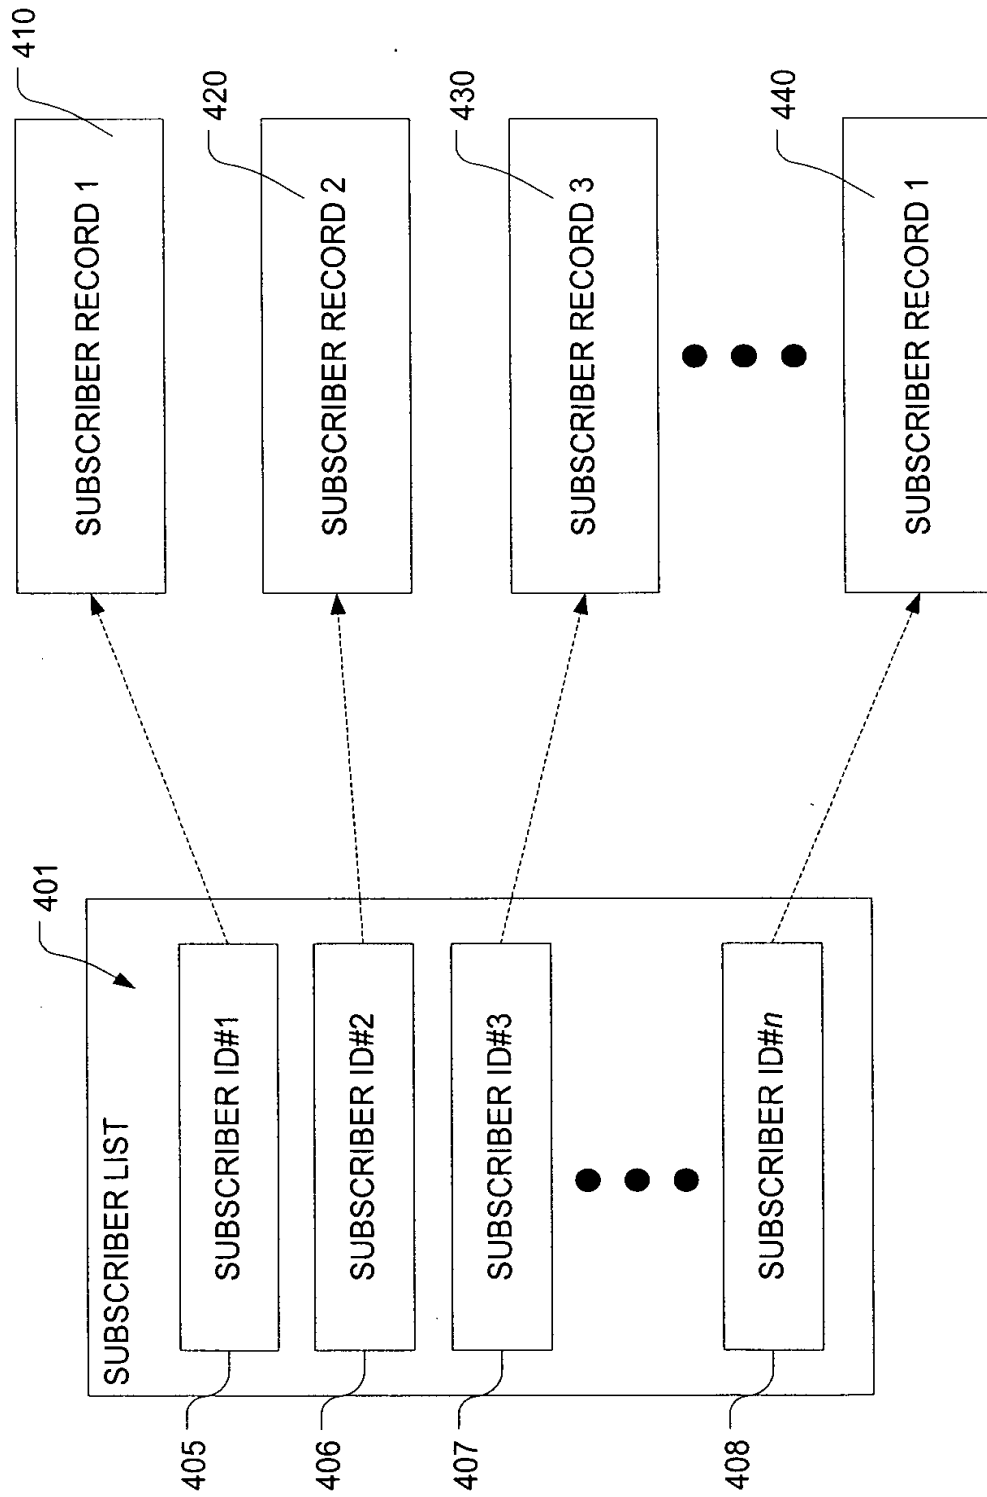 SUBSCRIBER LIST
401
405
SUBSCRIBER ID#1
406
SUBSCRIBER ID#2
407
SUBSCRIBER ID#3
408
SUBSCRIBER ID#n
SUBSCRIBER RECORD 1
410
SUBSCRIBER RECORD 2
420
SUBSCRIBER RECORD 3
430
SUBSCRIBER RECORD 1
440